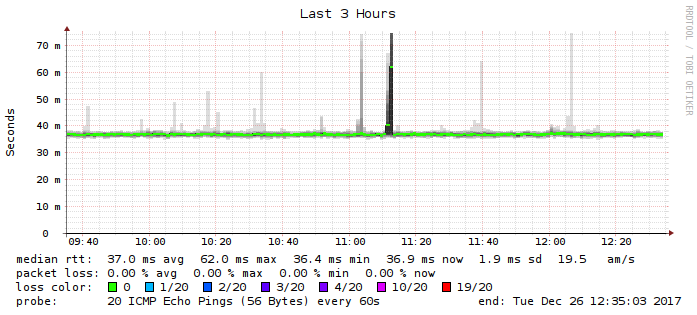 Last 3 Hours
RRDTOOL / TOBI OETIKER
Seconds
70 m
60 m
50 m
40 m
30 m
20 m
10 m
0
09:40 10:00 10:20 10:40 11:00 11:20 11:40 12:00 12:20
median rtt: 37.0 ms avg 62.0 ms max 36.4 ms min 36.9 ms now 1.9 ms sd 19.5 am/s
packet loss: 0.00 % avg 0.00 % max 0.00 % min 0.00 % now
loss color: 0 1/20 2/20 3/20 4/20 10/20 19/20
probe: 20 ICMP Echo Pings (56 Bytes) every 60s end: Tue Dec 26 12:35:03 2017